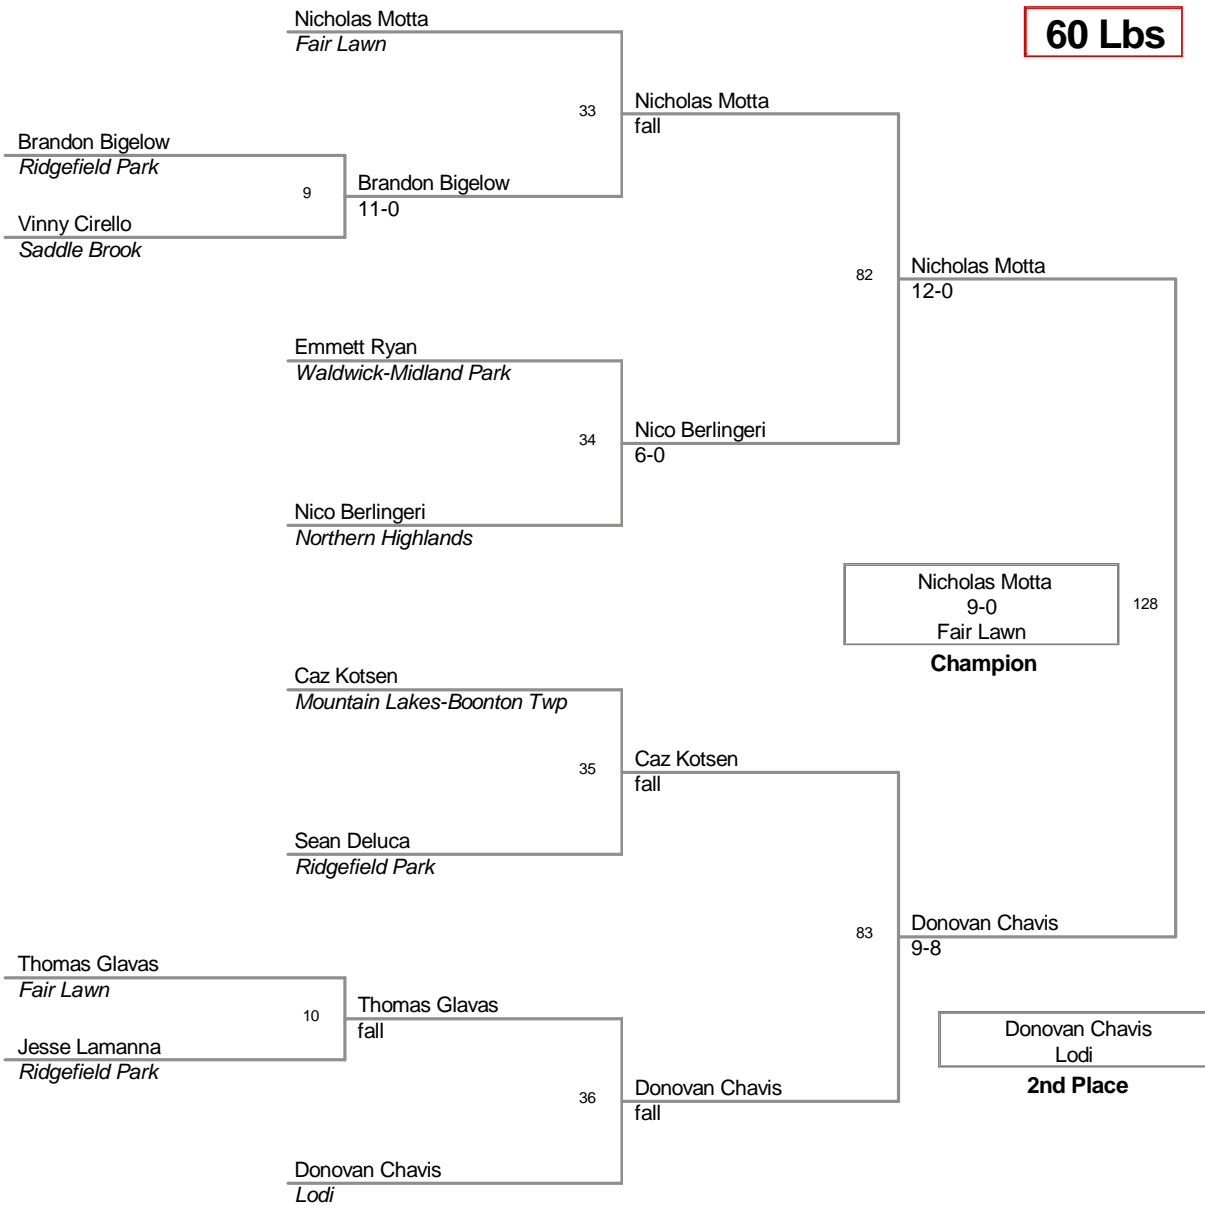 Nicholas Motta
Fair Lawn
60 Lbs
33
Nicholas Motta
fall
Brandon Bigelow
Ridgefield Park
9
Brandon Bigelow
11-0
Vinny Cirello
Saddle Brook
82
Nicholas Motta
12-0
Emmett Ryan
Waldwick-Midland Park
34
Nico Berlingeri
6-0
Nico Berlingeri
Northern Highlands
Nicholas Motta
9-0
Fair Lawn
Champion
128
Caz Kotsen
Mountain Lakes-Boonton Twp
35
Caz Kotsen
fall
Sean Deluca
Ridgefield Park
83
Donovan Chavis
9-8
Thomas Glavas
Fair Lawn
10
Thomas Glavas
fall
Jesse Lamanna
Ridgefield Park
Donovan Chavis
Lodi
2nd Place
36
Donovan Chavis
fall
Donovan Chavis
Lodi